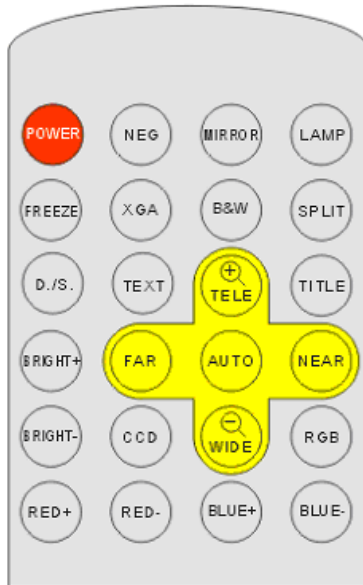 POWER NEG MIRROR LAMP
FREEZE XGA B&W SPLIT
D./S. TEXT TELE TITLE
BRIGHT+ FAR AUTO NEAR
BRIGHT- CCD WIDE RGB
RED+ RED- BLUE+ BLUE-